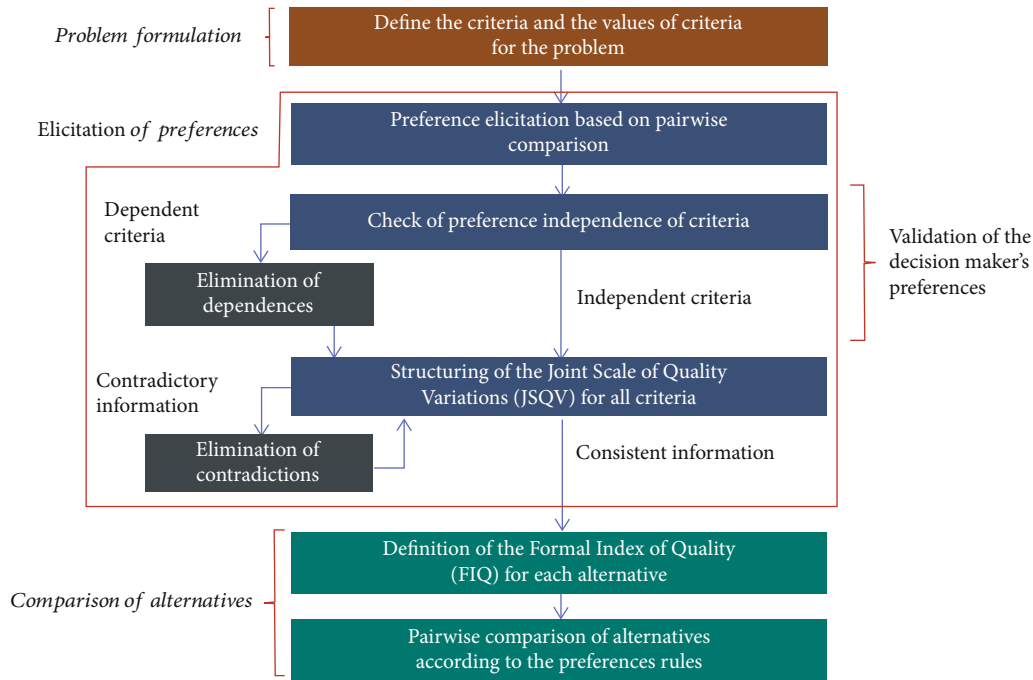 Problem formulation
Define the criteria and the values of criteria
for the problem
Elicitation of preferences
Preference elicitation based on pairwise
comparison
Dependent
criteria
Check of preference independence of criteria
Validation of the
decision maker's
preferences
Elimination of
dependences
Independent criteria
Contradictory
information
Structuring of the Joint Scale of Quality
Variations (JSQV) for all criteria
Elimination of
contradictions
Consistent information
Definition of the Formal Index of Quality
(FIQ) for each alternative
Comparison of alternatives
Pairwise comparison of alternatives
according to the preferences rules